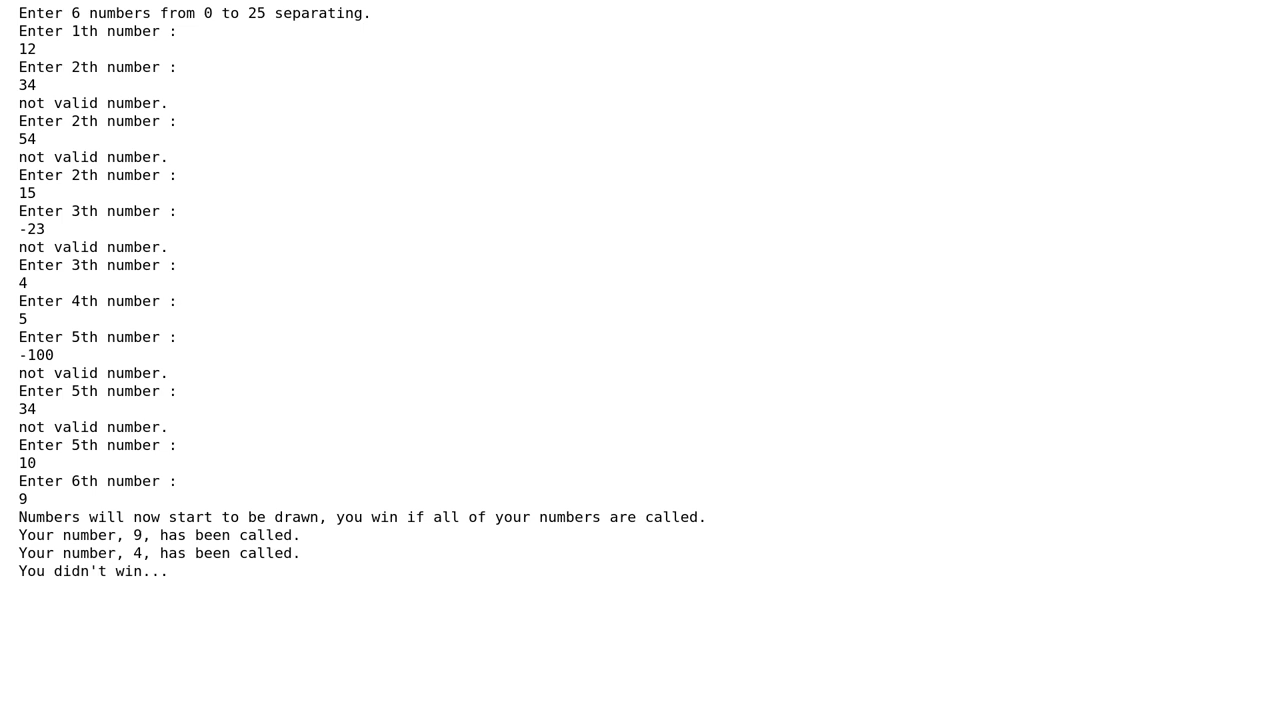 Enter 6 numbers from 0 to 25 separating.
Enter 1th number :
12
Enter 2th number :
34
not valid number.
Enter 2th number :
54
not valid number.
Enter 2th number :
15
Enter 3th number :
-23
not valid number.
Enter 3th number :
4
Enter 4th number :
5
Enter 5th number :
-100
not valid number.
Enter 5th number :
34
not valid number.
Enter 5th number :
10
Enter 6th number :
9
Numbers will now start to be drawn, you win if all of your numbers are called.
Your number, 9, has been called.
Your number, 4, has been called.
You didn't win...